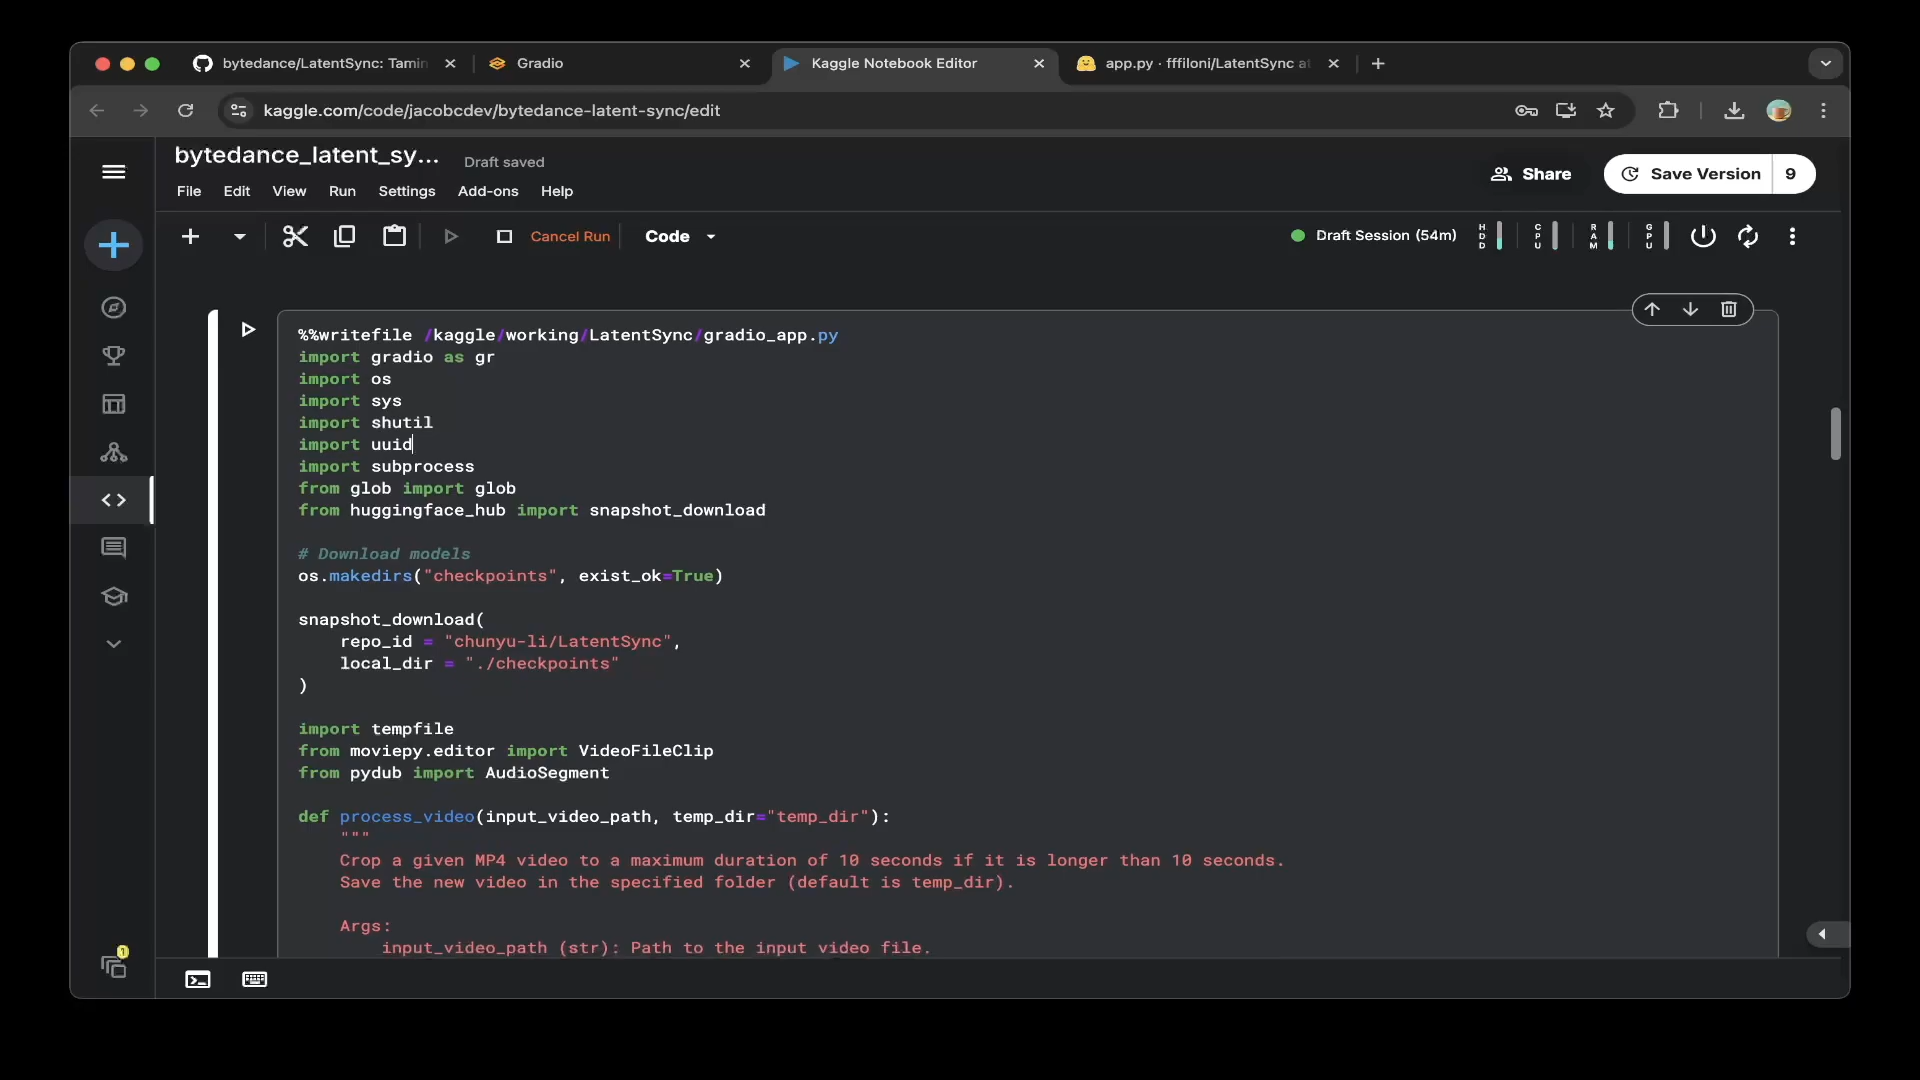 bytedance/LatentSync: Tamin
Gradio
Kaggle Notebook Editor
app.py · fffiloni/LatentSync at
kaggle.com/code/jacobcdev/bytedance-latent-sync/edit
bytedance_latent_sy...
Draft saved
File Edit View Run Settings Add-ons Help
Share
Save Version 9
Cancel Run
Code
Draft Session (54m)
HDD
CPU
RAM
GPU
%%writefile /kaggle/working/LatentSync/gradio_app.py
import gradio as gr
import os
import sys
import shutil
import uuid
import subprocess
from glob import glob
from huggingface_hub import snapshot_download
# Download models
os.makedirs("checkpoints", exist_ok=True)
snapshot_download(
    repo_id = "chunyu-li/LatentSync",
    local_dir = "./checkpoints"
)
import tempfile
from moviepy.editor import VideoFileClip
from pydub import AudioSegment
def process_video(input_video_path, temp_dir="temp_dir"):
    """
    Crop a given MP4 video to a maximum duration of 10 seconds if it is longer than 10 seconds.
    Save the new video in the specified folder (default is temp_dir).
    Args:
        input_video_path (str): Path to the input video file.
1